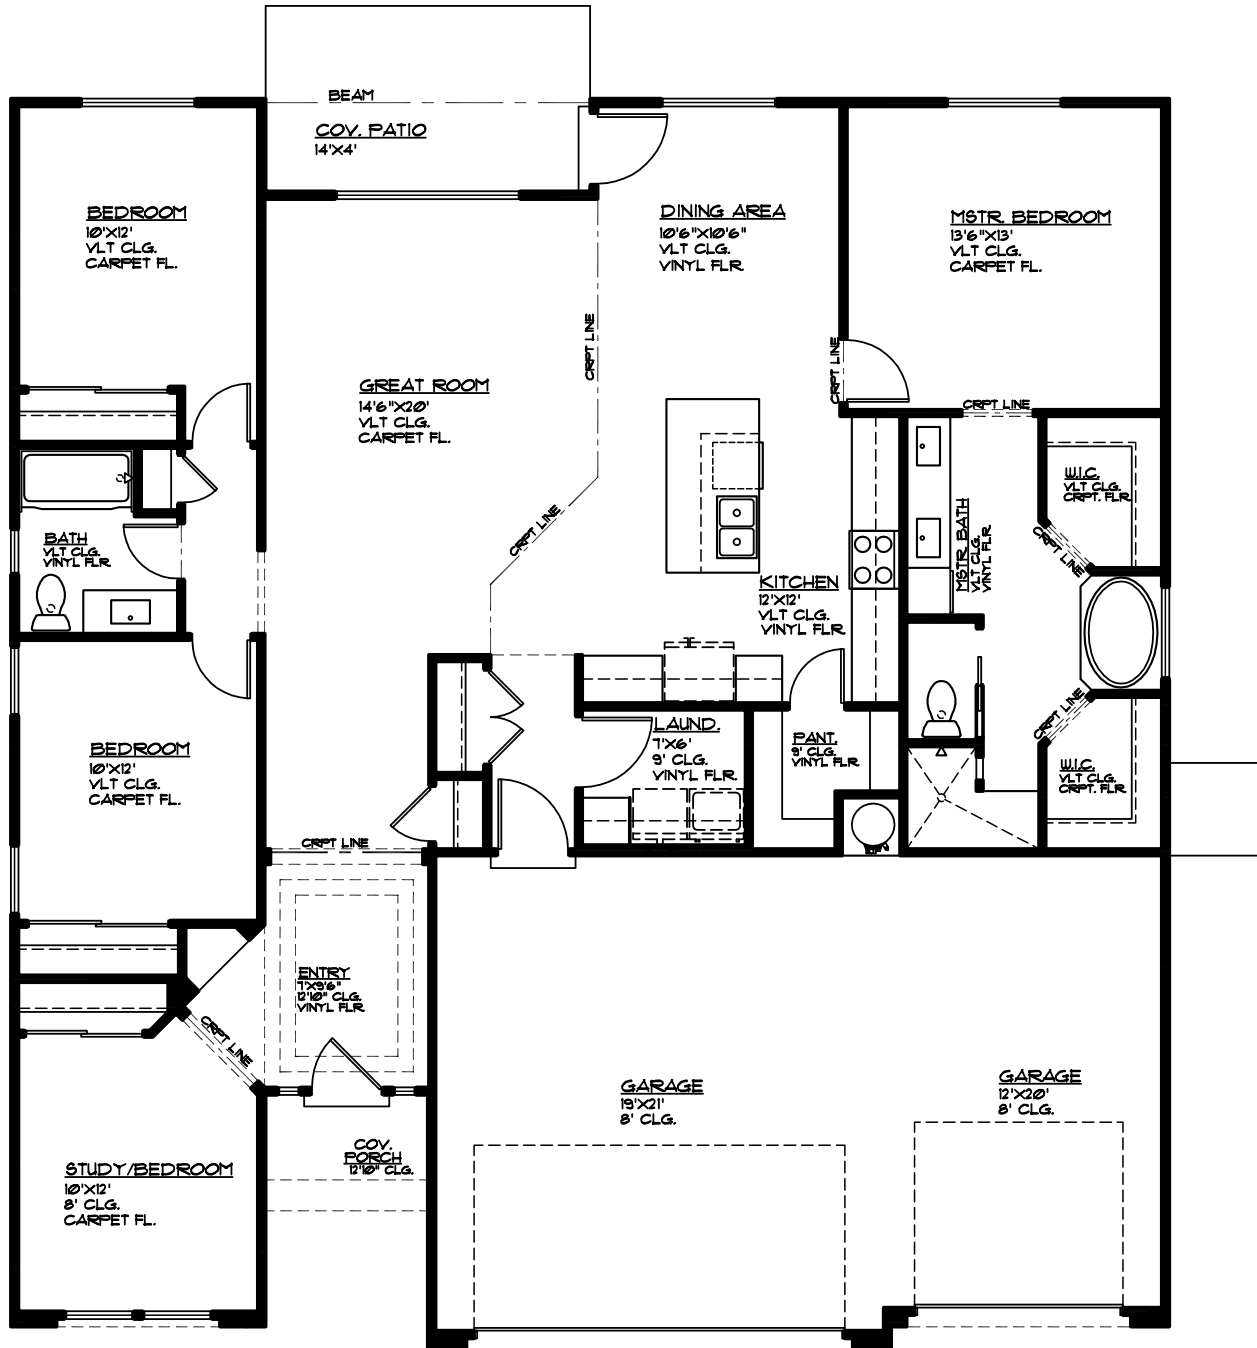 BEAM
COV. PATIO
14'X4'
BEDROOM
10'X12'
VLT CLG.
CARPET FL.
DINING AREA
10'6"X10'6"
VLT CLG.
VINYL FLR.
MSTR. BEDROOM
13'6"X13'
VLT CLG.
CARPET FL.
CRPT LINE
CRPT LINE
GREAT ROOM
14'6"X20'
VLT CLG.
CARPET FL.
CRPT LINE
W.I.C.
VLT CLG.
CRPT. FLR.
BATH
VLT CLG.
VINYL FLR.
CRPT LINE
MSTR BATH
VLT CLG.
VINYL FLR.
CRPT LINE
KITCHEN
12'X12'
VLT CLG.
VINYL FLR.
BEDROOM
10'X12'
VLT CLG.
CARPET FL.
LAUND.
7'X6'
9' CLG.
VINYL FLR.
PANT.
9' CLG.
VINYL FLR.
CRPT LINE
W.I.C.
VLT CLG.
CRPT. FLR.
CRPT LINE
ENTRY
7'X9'6"
12'10" CLG.
VINYL FLR.
CRPT LINE
GARAGE
19'X21'
8' CLG.
GARAGE
12'X20'
8' CLG.
COV.
PORCH
12'10" CLG.
STUDY/BEDROOM
10'X12'
8' CLG.
CARPET FL.